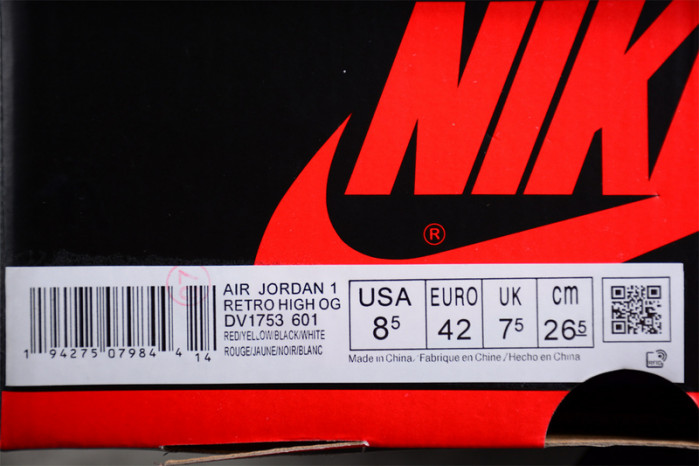 NIK
®
AIR JORDAN 1
RETRO HIGH OG
DV1753 601
RED/YELLOW/BLACK/WHITE
ROUGE/JAUNE/NOIR/BLANC
1 94275 07984 4 14
USA EURO UK cm
8⁵ 42 7⁵ 26⁵
Made in China. / Fabrique en Chine / Hecho en China